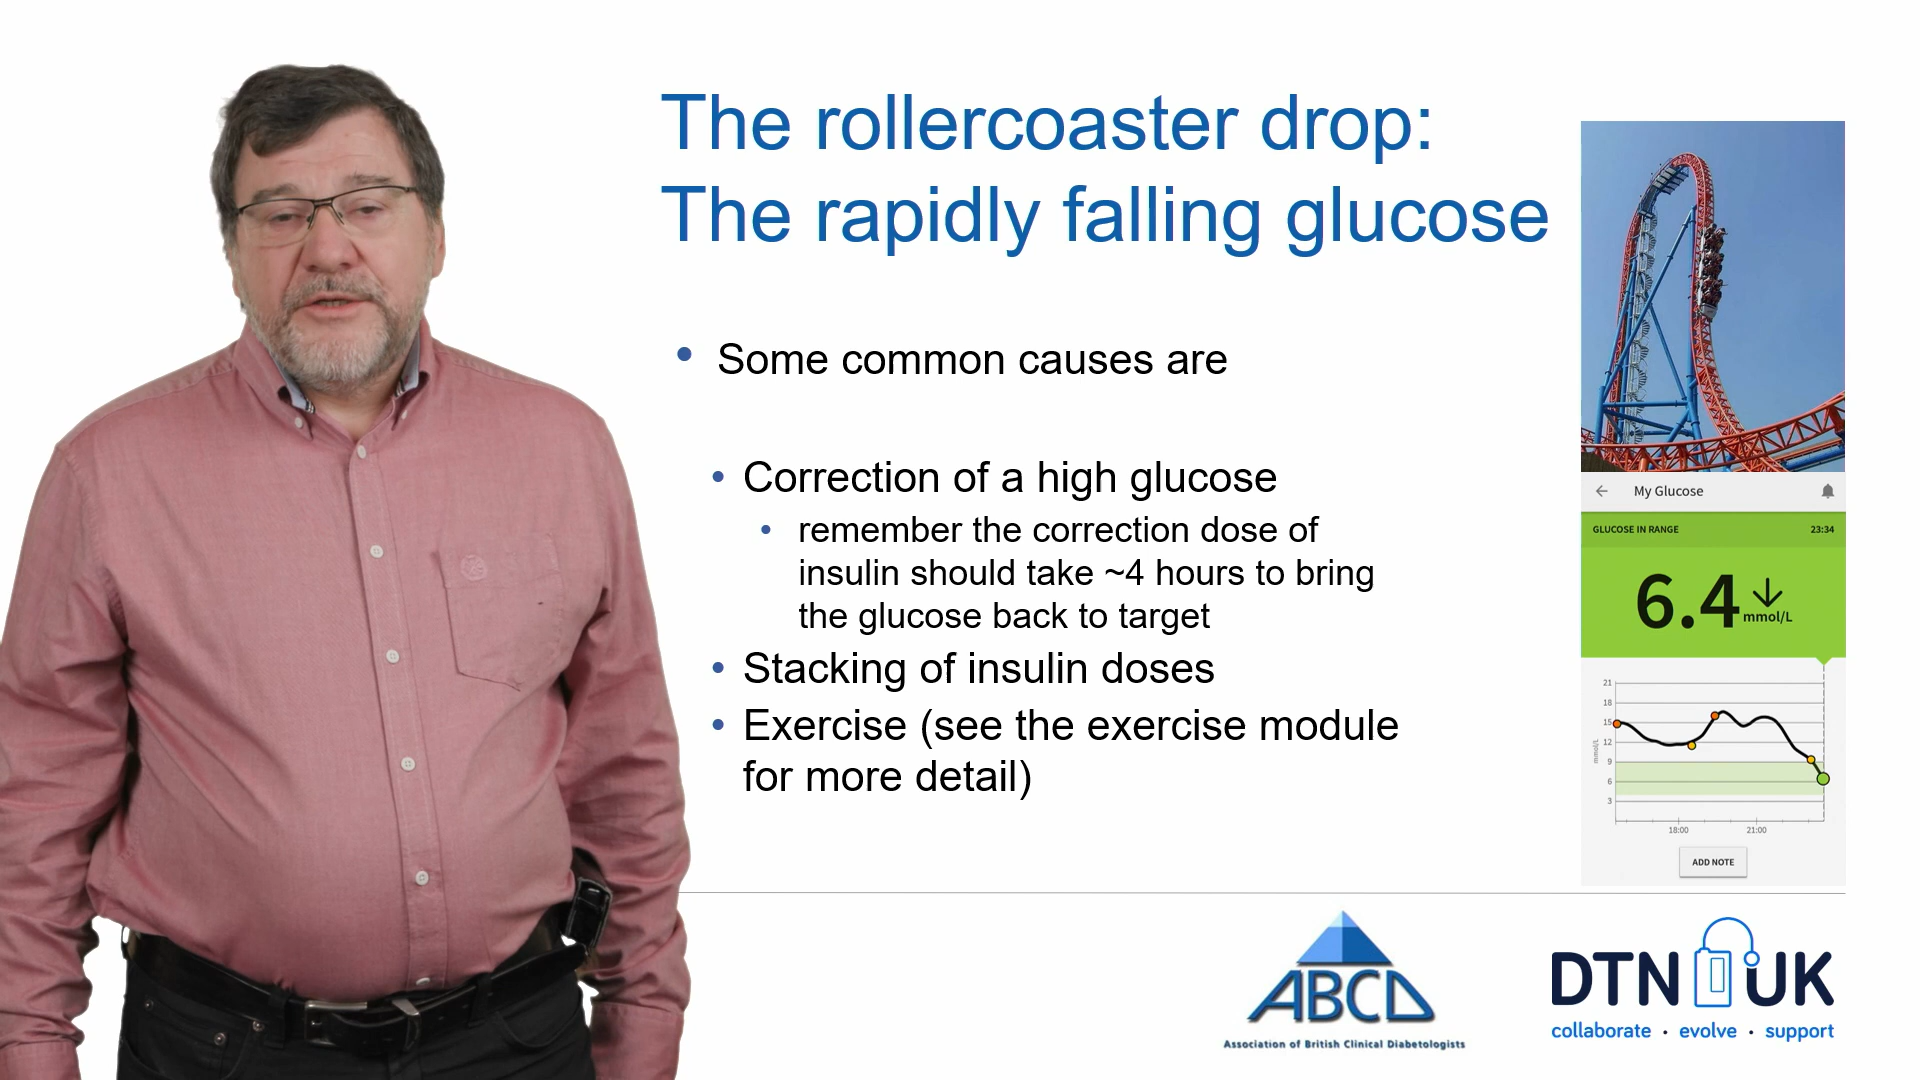 The rollercoaster drop:
The rapidly falling glucose
• Some common causes are
• Correction of a high glucose
• remember the correction dose of
insulin should take ~4 hours to bring
the glucose back to target
• Stacking of insulin doses
• Exercise (see the exercise module
for more detail)
My Glucose
GLUCOSE IN RANGE 23:34
6.4 mmol/L
21
18
15
12
9
6
3
mmol/L
18:00 21:00
ADD NOTE
ABCD
Association of British Clinical Diabetologists
DTN UK
collaborate · evolve · support